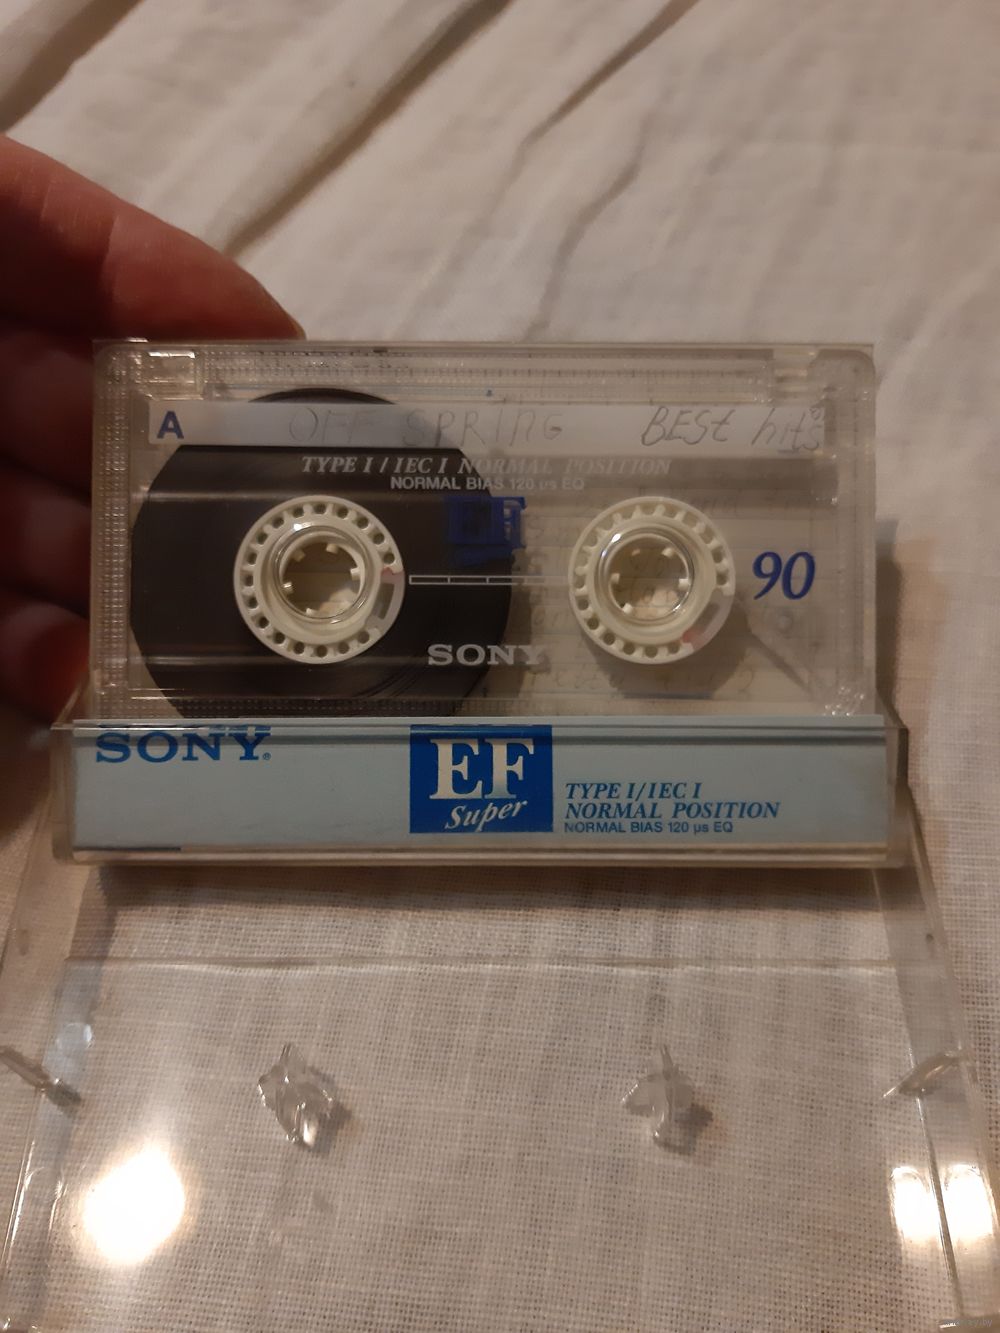 A OFF SPRING BEST hits
TYPE I / IEC I NORMAL POSITION
NORMAL BIAS 120 µs EQ
EF
90
SONY
SONY®
EF
Super
TYPE I/IEC I
NORMAL POSITION
NORMAL BIAS 120 µs EQ